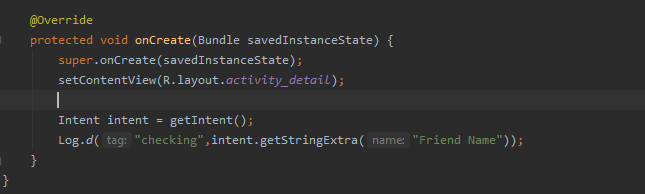 @Override
protected void onCreate(Bundle savedInstanceState) {
super.onCreate(savedInstanceState);
setContentView(R.layout.activity_detail);
Intent intent = getIntent();
Log.d( tag: "checking",intent.getStringExtra( name: "Friend Name"));
}
}